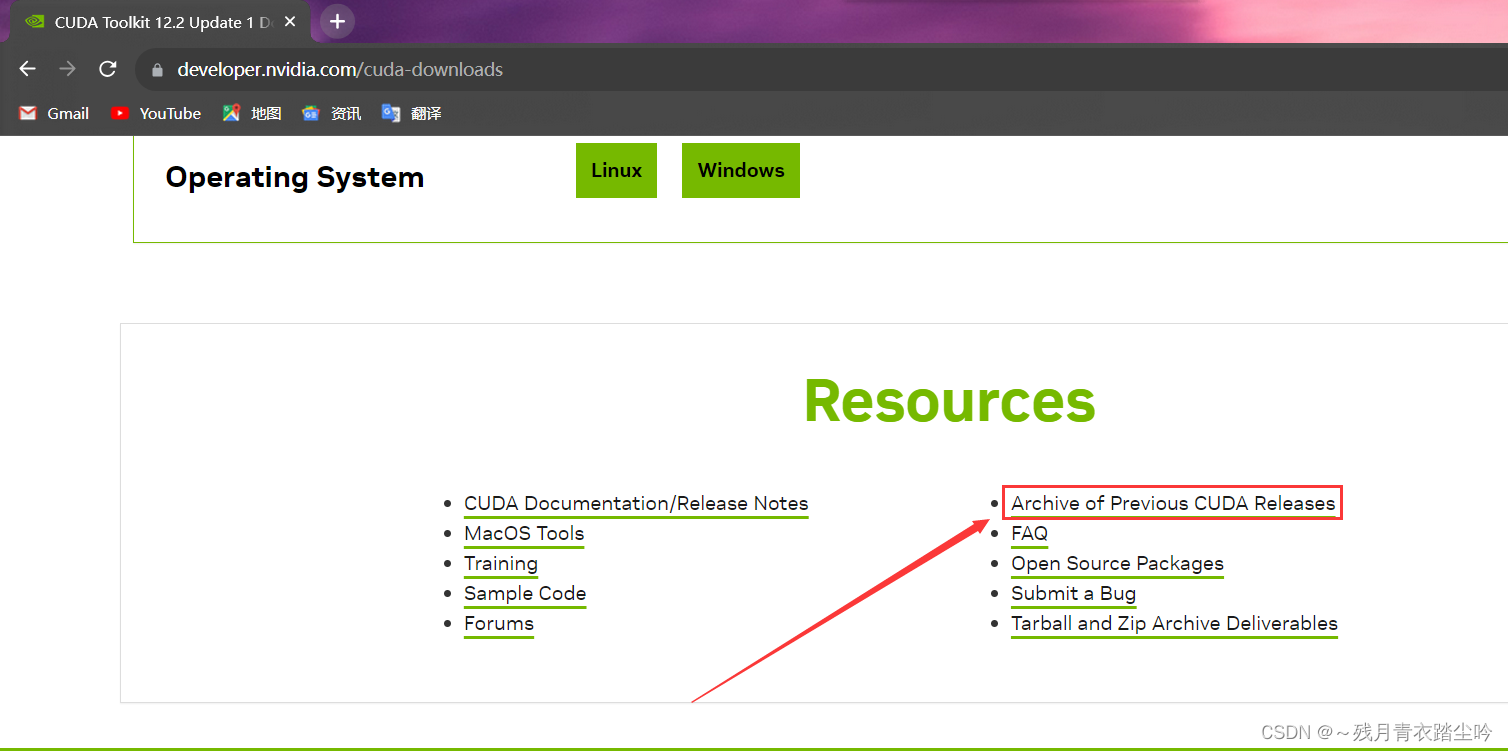 CUDA Toolkit 12.2 Update 1 D
developer.nvidia.com/cuda-downloads
Gmail YouTube 地图 资讯 翻译
Operating System Linux Windows
Resources
CUDA Documentation/Release Notes
MacOS Tools
Training
Sample Code
Forums
Archive of Previous CUDA Releases
FAQ
Open Source Packages
Submit a Bug
Tarball and Zip Archive Deliverables
CSDN @~残月青衣踏尘吟